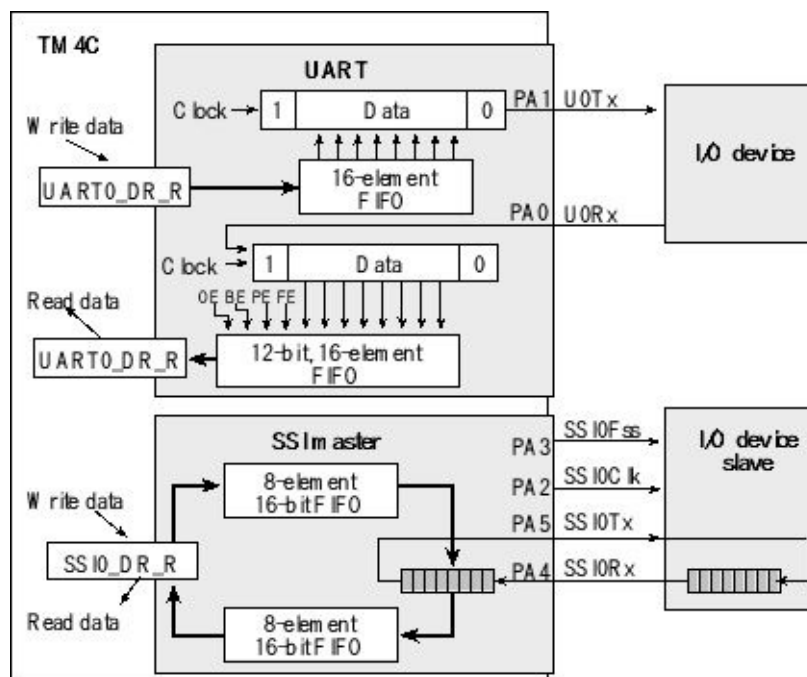 TM4C
UART
Clock
1 Data 0
PA1 U0Tx
Write data
I/O device
UART0_DR_R
16-element
FIFO
PA0 U0Rx
Clock
1 Data 0
OE BE PE FE
Read data
UART0_DR_R
12-bit, 16-element
FIFO
SSI master
SSI0Fss
PA3
I/O device
slave
8-element
16-bit FIFO
PA2 SSI0Clk
Write data
PA5 SSI0Tx
SSI0_DR_R
PA4 SSI0Rx
Read data
8-element
16-bit FIFO